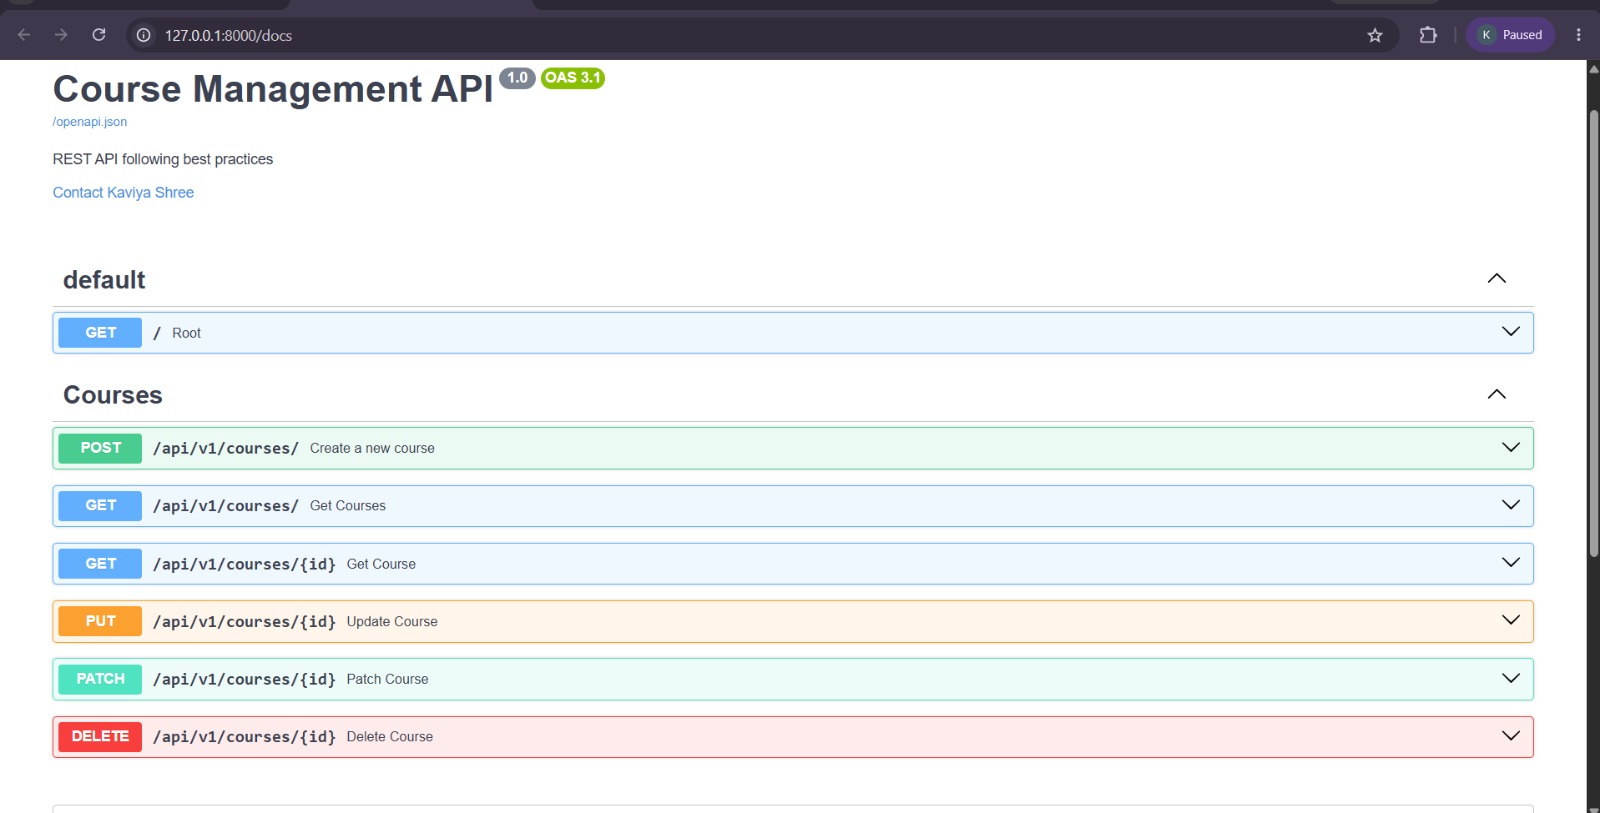 127.0.0.1:8000/docs
K Paused
Course Management API 1.0 OAS 3.1
/openapi.json
REST API following best practices
Contact Kaviya Shree
default
GET / Root
Courses
POST /api/v1/courses/ Create a new course
GET /api/v1/courses/ Get Courses
GET /api/v1/courses/{id} Get Course
PUT /api/v1/courses/{id} Update Course
PATCH /api/v1/courses/{id} Patch Course
DELETE /api/v1/courses/{id} Delete Course